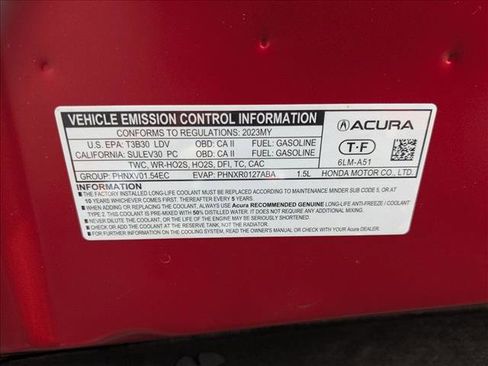 VEHICLE EMISSION CONTROL INFORMATION
CONFORMS TO REGULATIONS: 2023MY
U.S. EPA: T3B30 LDV OBD: CA II FUEL: GASOLINE
CALIFORNIA: SULEV30 PC OBD: CA II FUEL: GASOLINE
TWC, WR-HO2S, HO2S, DFI, TC, CAC
GROUP: PHNXV01.54EC EVAP: PHNXR0127ABA 1.5L
ACURA
T·F
6LM-A51
HONDA MOTOR CO., LTD.
INFORMATION
■ THE FACTORY INSTALLED LONG-LIFE COOLANT MUST BE REPLACED ACCORDING TO MAINTENANCE MINDER SUB CODE 5, OR AT
10 YEARS WHICHEVER COMES FIRST. THEREAFTER EVERY 5 YEARS.
■ WHEN ADDING OR REPLACING THE COOLANT, ALWAYS USE Acura RECOMMENDED GENUINE LONG-LIFE ANTI-FREEZE / COOLANT
TYPE 2. THIS COOLANT IS PRE-MIXED WITH 50% DISTILLED WATER. IT DOES NOT REQUIRE ANY ADDITIONAL MIXING.
■ NEVER DILUTE THE COOLANT, OR THE LIFE OF THE ENGINE MAY BE SERIOUSLY SHORTENED.
■ CHECK AND ADD THE COOLANT AT THE RESERVE TANK, NOT THE RADIATOR.
■ FOR FURTHER INFORMATION ON THE COOLING SYSTEM, READ THE OWNER'S MANUAL OR CHECK WITH YOUR Acura DEALER.